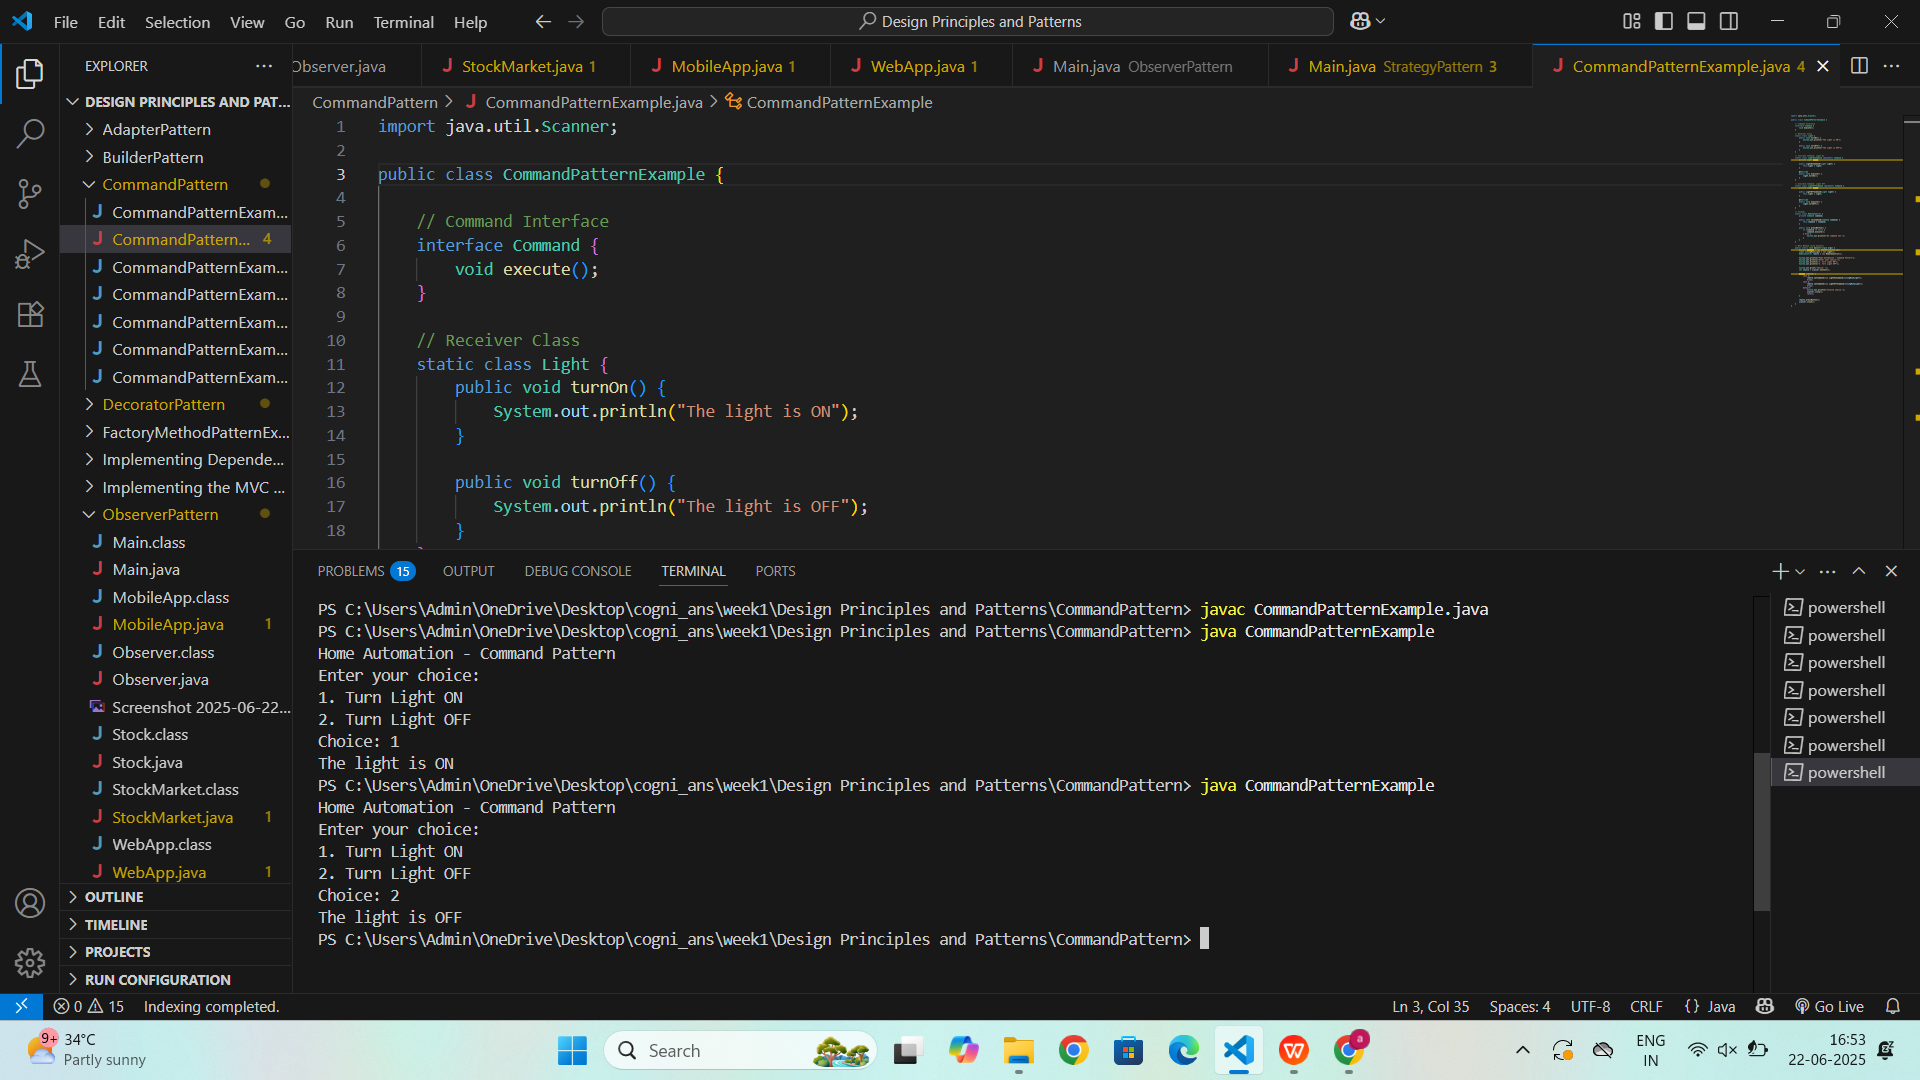 File Edit Selection View Go Run Terminal Help
Design Principles and Patterns
EXPLORER
Observer.java
StockMarket.java 1
MobileApp.java 1
WebApp.java 1
Main.java ObserverPattern
Main.java StrategyPattern 3
CommandPatternExample.java 4
DESIGN PRINCIPLES AND PAT...
AdapterPattern
BuilderPattern
CommandPattern
CommandPatternExam...
CommandPattern... 4
CommandPatternExam...
CommandPatternExam...
CommandPatternExam...
CommandPatternExam...
CommandPatternExam...
DecoratorPattern
FactoryMethodPatternEx...
Implementing Depende...
Implementing the MVC ...
ObserverPattern
Main.class
Main.java
MobileApp.class
MobileApp.java 1
Observer.class
Observer.java
Screenshot 2025-06-22...
Stock.class
Stock.java
StockMarket.class
StockMarket.java 1
WebApp.class
WebApp.java 1
OUTLINE
TIMELINE
PROJECTS
RUN CONFIGURATION
CommandPattern > CommandPatternExample.java > CommandPatternExample
1 import java.util.Scanner;
2
3 public class CommandPatternExample {
4
5 // Command Interface
6 interface Command {
7 void execute();
8 }
9
10 // Receiver Class
11 static class Light {
12 public void turnOn() {
13 System.out.println("The light is ON");
14 }
15
16 public void turnOff() {
17 System.out.println("The light is OFF");
18 }
PROBLEMS 15 OUTPUT DEBUG CONSOLE TERMINAL PORTS
PS C:\Users\Admin\OneDrive\Desktop\cogni_ans\week1\Design Principles and Patterns\CommandPattern> javac CommandPatternExample.java
PS C:\Users\Admin\OneDrive\Desktop\cogni_ans\week1\Design Principles and Patterns\CommandPattern> java CommandPatternExample
Home Automation - Command Pattern
Enter your choice:
1. Turn Light ON
2. Turn Light OFF
Choice: 1
The light is ON
PS C:\Users\Admin\OneDrive\Desktop\cogni_ans\week1\Design Principles and Patterns\CommandPattern> java CommandPatternExample
Home Automation - Command Pattern
Enter your choice:
1. Turn Light ON
2. Turn Light OFF
Choice: 2
The light is OFF
PS C:\Users\Admin\OneDrive\Desktop\cogni_ans\week1\Design Principles and Patterns\CommandPattern>
powershell
powershell
powershell
powershell
powershell
powershell
powershell
0 15 Indexing completed.
Ln 3, Col 35 Spaces: 4 UTF-8 CRLF {} Java Go Live
9+
34°C
Partly sunny
Search
a
ENG
IN
16:53
22-06-2025